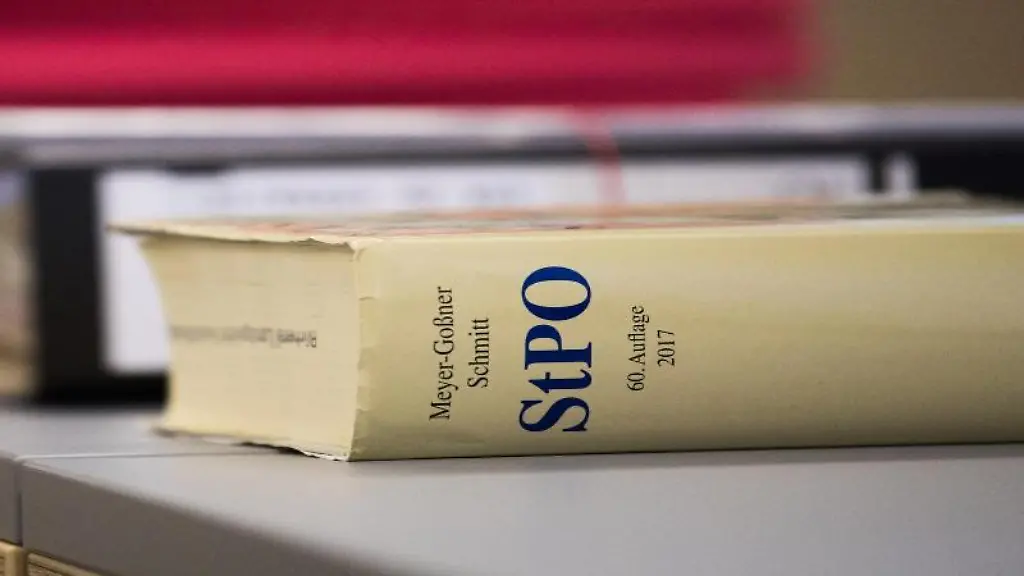 Meyer-Goßner
Schmitt
StPO
60. Auflage
2017